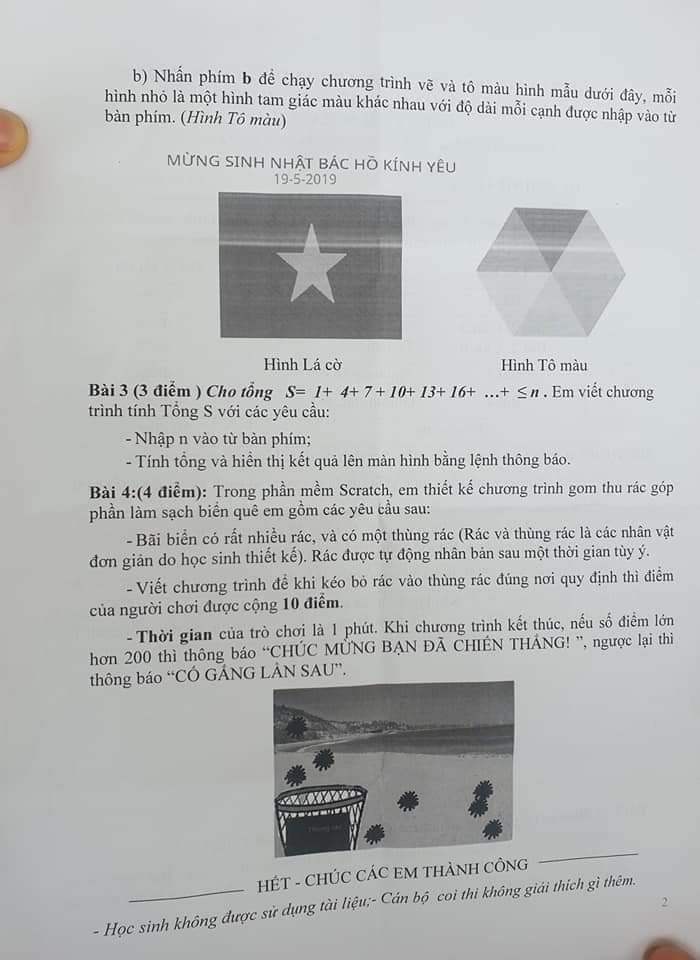 b) Nhấn phím b để chạy chương trình vẽ và tô màu hình mẫu dưới đây, mỗi
hình nhỏ là một hình tam giác màu khác nhau với độ dài mỗi cạnh được nhập vào từ
bàn phím. (Hình Tô màu)
MỪNG SINH NHẬT BÁC HỒ KÍNH YÊU
19-5-2019
Hình Lá cờ
Hình Tô màu
Bài 3 (3 điểm ) Cho tổng S= 1+ 4+ 7 + 10+ 13+ 16+ ...+ ≤ n . Em viết chương
trình tính Tổng S với các yêu cầu:
- Nhập n vào từ bàn phím;
- Tính tổng và hiển thị kết quả lên màn hình bằng lệnh thông báo.
Bài 4:(4 điểm): Trong phần mềm Scratch, em thiết kế chương trình gom thu rác góp
phần làm sạch biển quê em gồm các yêu cầu sau:
- Bãi biển có rất nhiều rác, và có một thùng rác (Rác và thùng rác là các nhân vật
đơn giản do học sinh thiết kế). Rác được tự động nhân bản sau một thời gian tùy ý.
- Viết chương trình để khi kéo bỏ rác vào thùng rác đúng nơi quy định thì điểm
của người chơi được cộng 10 điểm.
- Thời gian của trò chơi là 1 phút. Khi chương trình kết thúc, nếu số điểm lớn
hơn 200 thì thông báo “CHÚC MỪNG BẠN ĐÃ CHIẾN THẮNG! ”, ngược lại thì
thông báo “CỐ GẮNG LẦN SAU”.
Thùng rác
HẾT - CHÚC CÁC EM THÀNH CÔNG
- Học sinh không được sử dụng tài liệu;- Cán bộ coi thi không giải thích gì thêm.
2